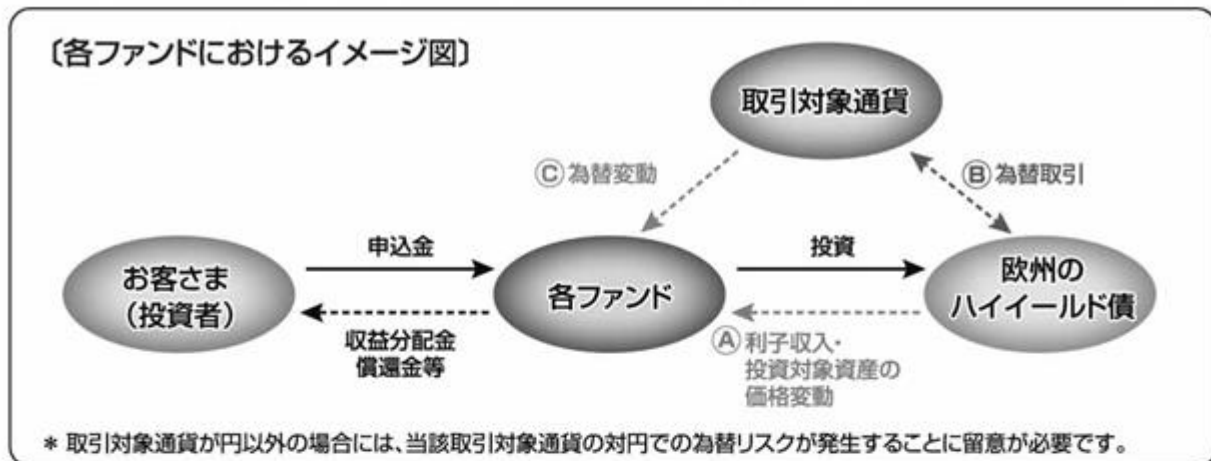 〔各ファンドにおけるイメージ図〕
取引対象通貨
Ⓒ為替変動
Ⓑ為替取引
申込金
投資
お客さま
（投資者）
各ファンド
欧州の
ハイイールド債
収益分配金
償還金等
Ⓐ利子収入・
投資対象資産の
価格変動
＊ 取引対象通貨が円以外の場合には、当該取引対象通貨の対円での為替リスクが発生することに留意が必要です。